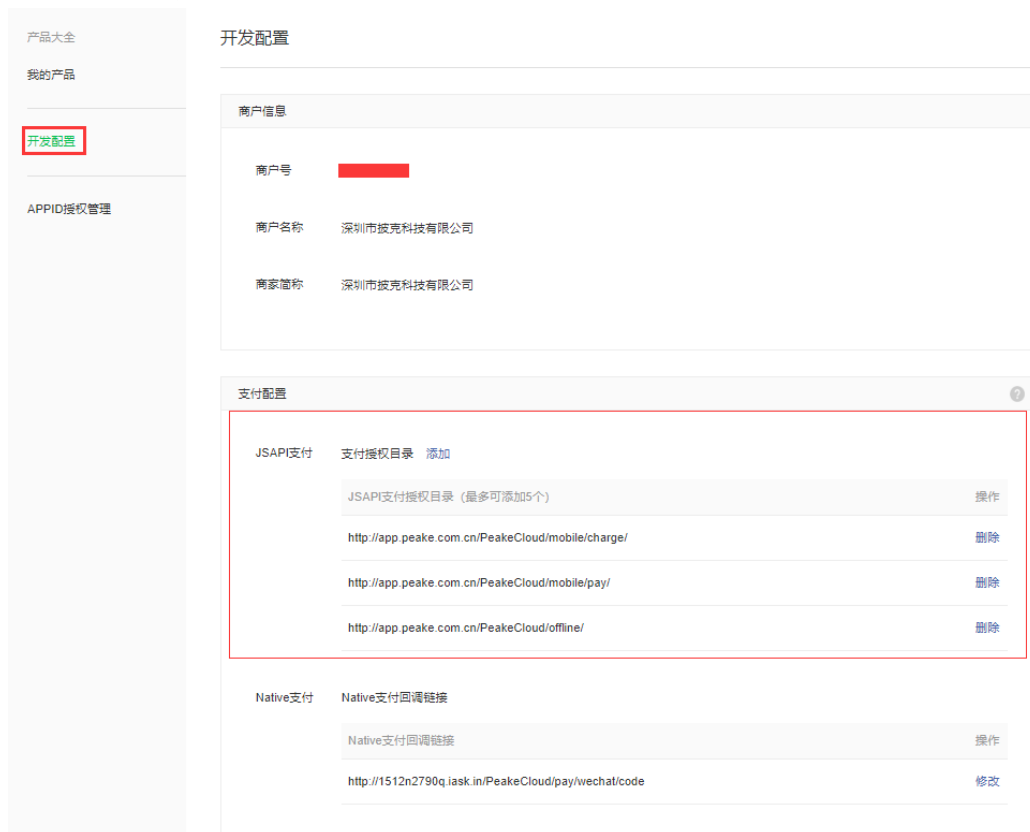 产品大全
我的产品
开发配置
APPID授权管理
开发配置
商户信息
商户号
商户名称 深圳市披克科技有限公司
商家简称 深圳市披克科技有限公司
支付配置 ?
JSAPI支付 支付授权目录 添加
JSAPI支付授权目录（最多可添加5个） 操作
http://app.peake.com.cn/PeakeCloud/mobile/charge/ 删除
http://app.peake.com.cn/PeakeCloud/mobile/pay/ 删除
http://app.peake.com.cn/PeakeCloud/offline/ 删除
Native支付 Native支付回调链接
Native支付回调链接 操作
http://1512n2790q.iask.in/PeakeCloud/pay/wechat/code 修改